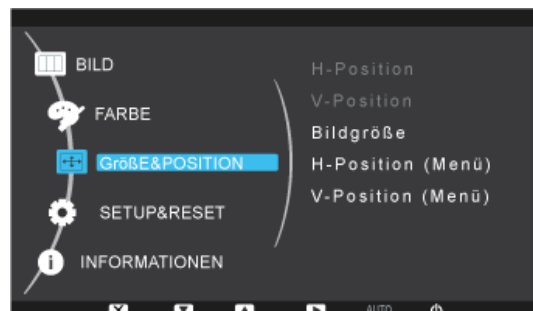 BILD
FARBE
GrößE&POSITION
SETUP&RESET
INFORMATIONEN
H-Position
V-Position
Bildgröße
H-Position (Menü)
V-Position (Menü)
AUTO